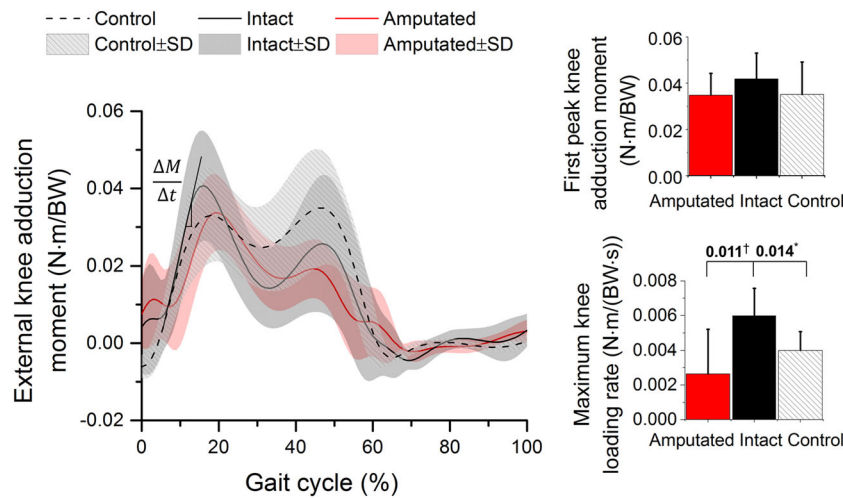 Control Intact Amputated
Control±SD Intact±SD Amputated±SD
External knee adduction
moment (N·m/BW)
0.06
0.04
0.02
0.00
-0.02
ΔM
Δt
0 20 40 60 80 100
Gait cycle (%)
First peak knee
adduction moment
(N·m/BW)
0.06
0.04
0.02
0.00
Amputated Intact Control
Maximum knee
loading rate (N·m/(BW·s))
0.011† 0.014*
0.008
0.006
0.004
0.002
0.000
Amputated Intact Control